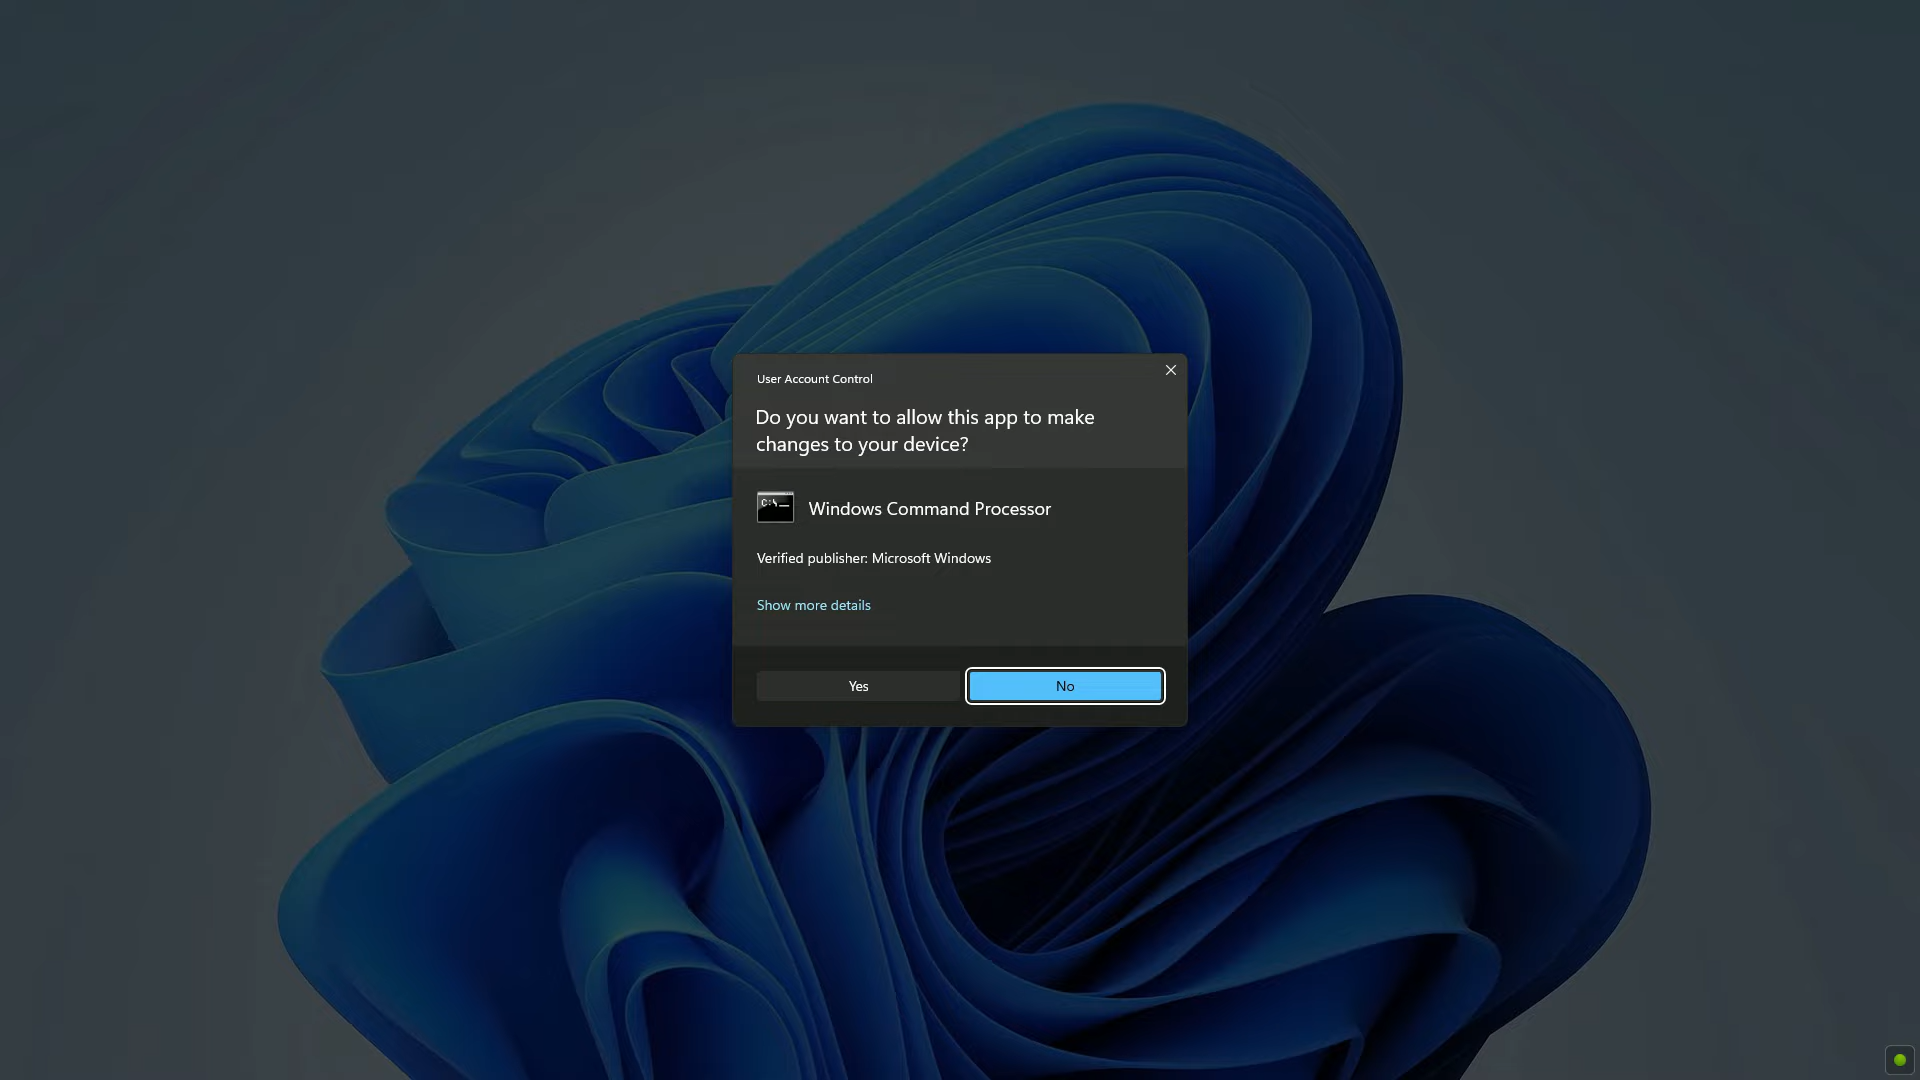 User Account Control
Do you want to allow this app to make
changes to your device?
C:\_
Windows Command Processor
Verified publisher: Microsoft Windows
Show more details
Yes
No